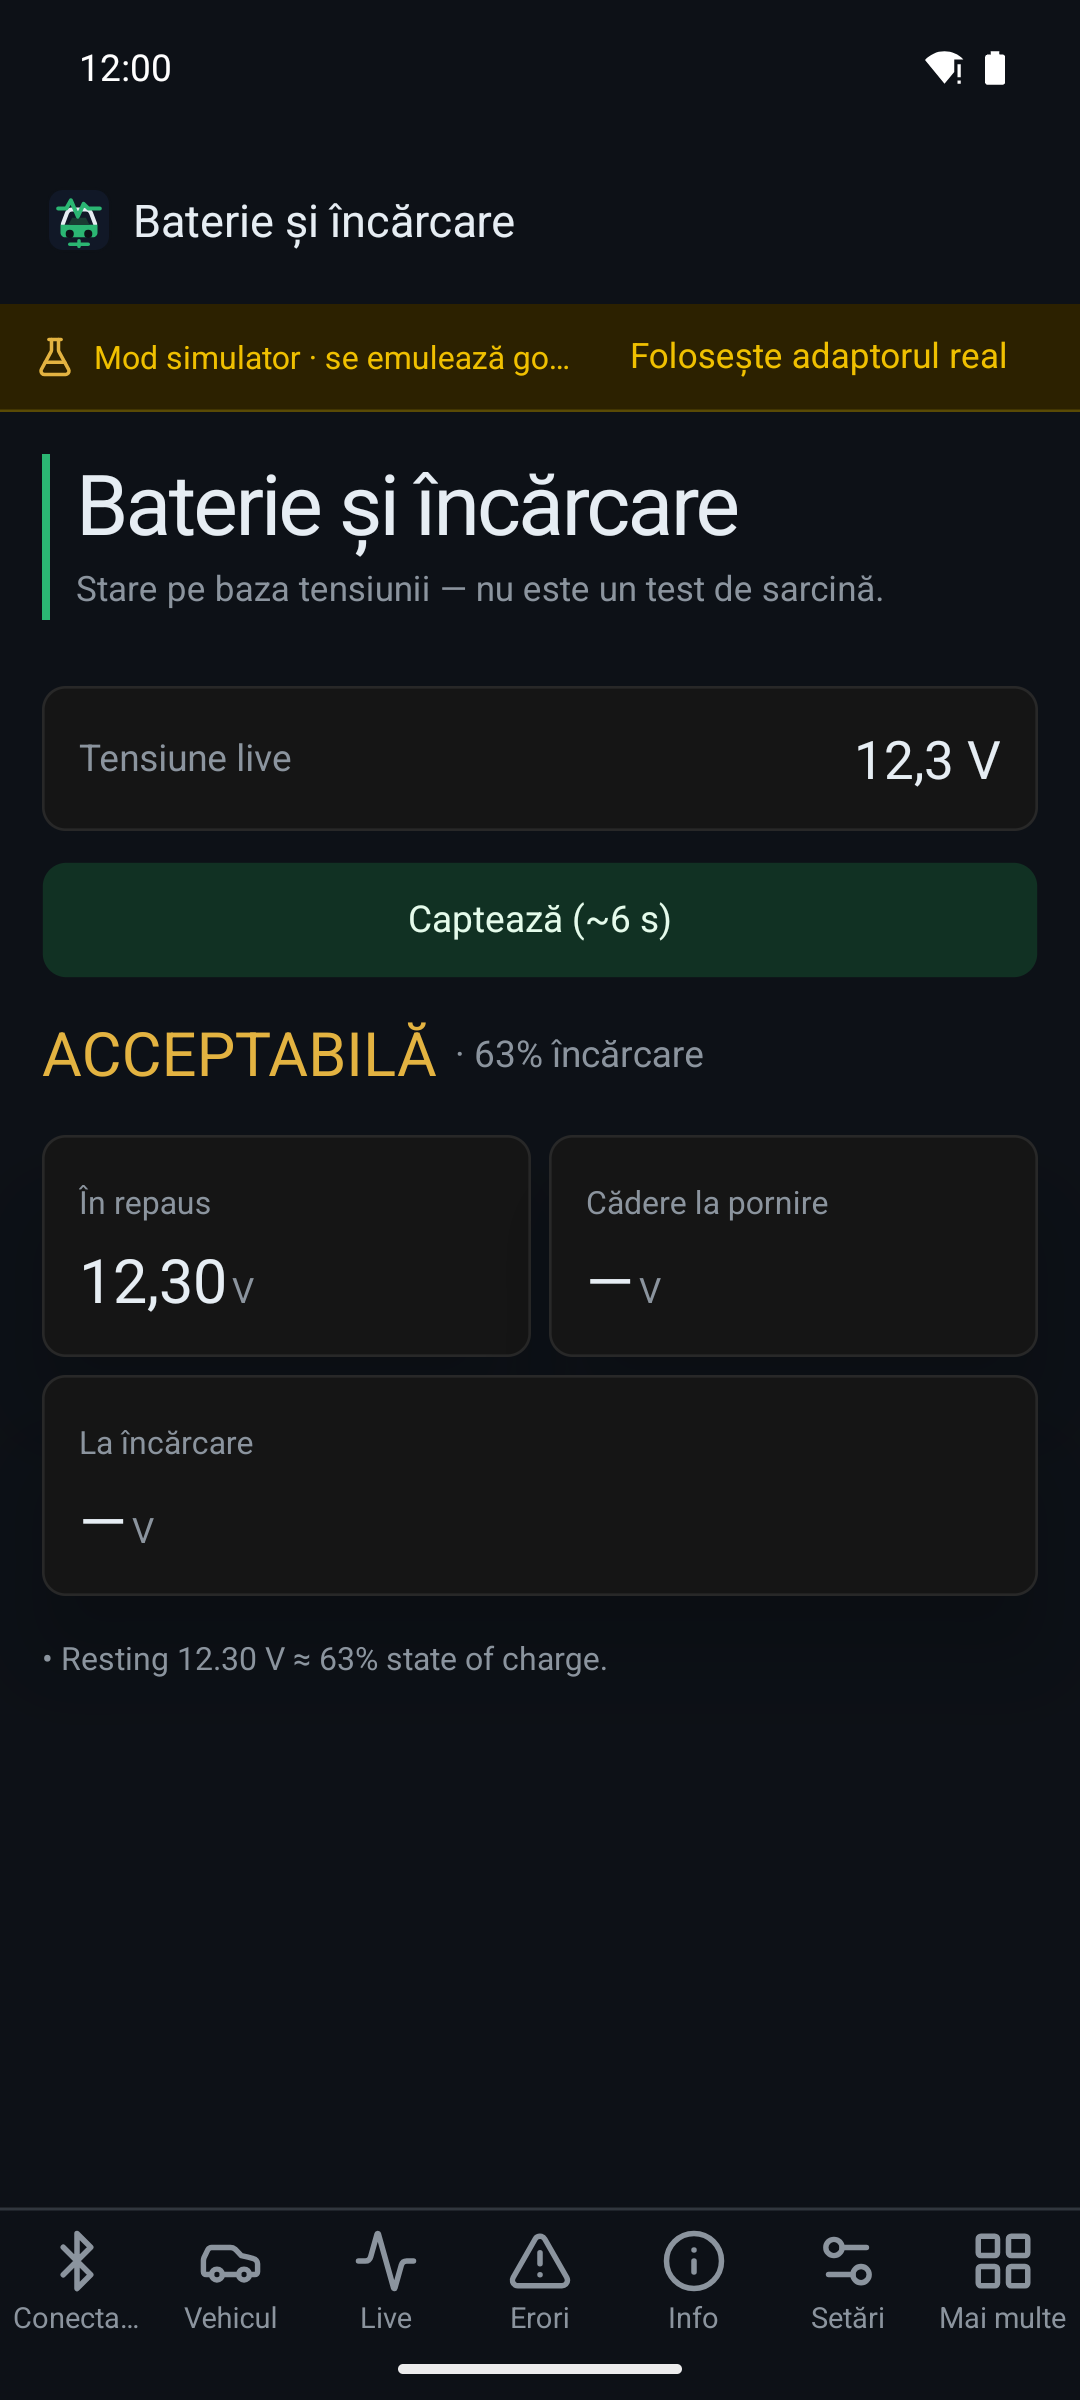 12:00
Baterie și încărcare
Mod simulator · se emulează go...
Folosește adaptorul real
Baterie și încărcare
Stare pe baza tensiunii — nu este un test de sarcină.
Tensiune live
12,3 V
Captează (~6 s)
ACCEPTABILĂ · 63% încărcare
În repaus
12,30 V
Cădere la pornire
— V
La încărcare
— V
• Resting 12.30 V ≈ 63% state of charge.
Conecta...
Vehicul
Live
Erori
Info
Setări
Mai multe